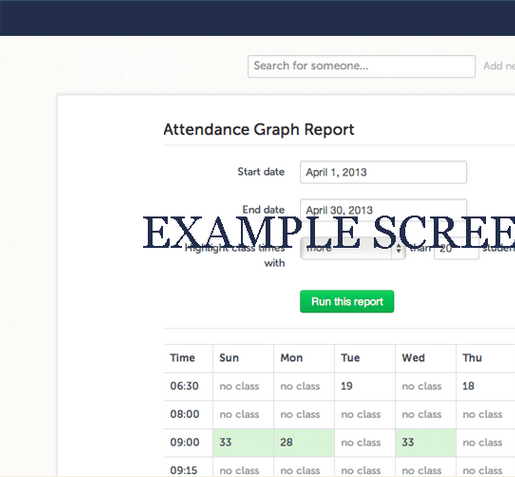 Search for someone... Add ne
Attendance Graph Report
Start date April 1, 2013
End date April 30, 2013
EXAMPLE SCREE
Highlight class times more than 20 studen
with
Run this report
Time Sun Mon Tue Wed Thu
06:30 no class no class 19 no class 18
08:00 no class no class no class no class no class
09:00 33 28 no class 33 no class
09:15 no class no class no class no class no class